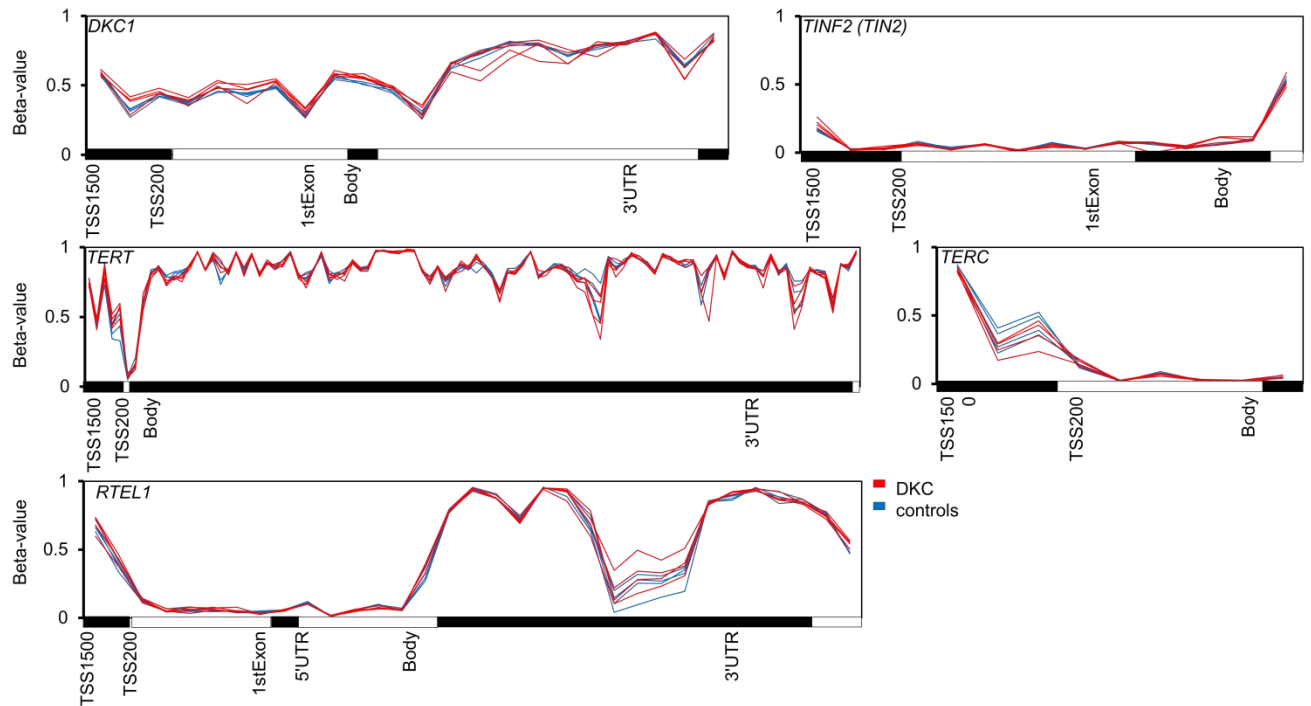 DKC1
Beta-value
1
0.5
0
TSS1500
TSS200
1stExon
Body
3'UTR
TINF2 (TIN2)
1
0.5
0
TSS1500
TSS200
1stExon
Body
TERT
Beta-value
1
0.5
0
TSS1500
TSS200
Body
3'UTR
TERC
1
0.5
0
TSS150
0
TSS200
Body
RTEL1
Beta-value
1
0.5
0
TSS1500
TSS200
1stExon
5'UTR
Body
3'UTR
DKC
controls